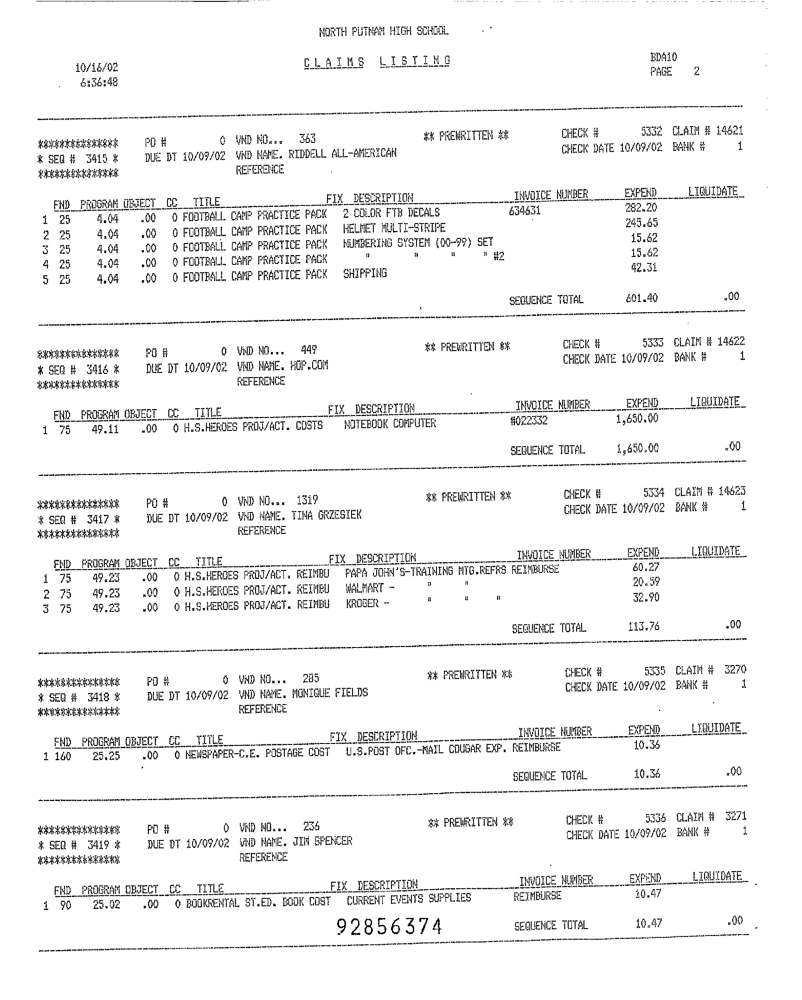 NORTH PUTNAM HIGH SCHOOL
10/16/02 CLAIMS LISTING BDA10
6:36:48 PAGE 2
*************** PO # 0 VND NO... 363 ** PREWRITTEN ** CHECK # 5332 CLAIM # 14621
* SEQ # 3415 * DUE DT 10/09/02 VND NAME. RIDDELL ALL-AMERICAN CHECK DATE 10/09/02 BANK # 1
*************** REFERENCE
FND PROGRAM OBJECT CC TITLE FIX DESCRIPTION INVOICE NUMBER EXPEND LIQUIDATE
1 25 4.04 .00 0 FOOTBALL CAMP PRACTICE PACK 2 COLOR FTB DECALS 634631 282.20
2 25 4.04 .00 0 FOOTBALL CAMP PRACTICE PACK HELMET MULTI-STRIPE 245.65
3 25 4.04 .00 0 FOOTBALL CAMP PRACTICE PACK NUMBERING SYSTEM (00-99) SET 15.62
4 25 4.04 .00 0 FOOTBALL CAMP PRACTICE PACK " " " " #2 15.62
5 25 4.04 .00 0 FOOTBALL CAMP PRACTICE PACK SHIPPING 42.31
SEQUENCE TOTAL 601.40 .00
*************** PO # 0 VND NO... 449 ** PREWRITTEN ** CHECK # 5333 CLAIM # 14622
* SEQ # 3416 * DUE DT 10/09/02 VND NAME. HOP.COM CHECK DATE 10/09/02 BANK # 1
*************** REFERENCE
FND PROGRAM OBJECT CC TITLE FIX DESCRIPTION INVOICE NUMBER EXPEND LIQUIDATE
1 75 49.11 .00 0 H.S.HEROES PROJ/ACT. COSTS NOTEBOOK COMPUTER #022332 1,650.00
SEQUENCE TOTAL 1,650.00 .00
*************** PO # 0 VND NO... 1319 ** PREWRITTEN ** CHECK # 5334 CLAIM # 14623
* SEQ # 3417 * DUE DT 10/09/02 VND NAME. TINA GRZESIEK CHECK DATE 10/09/02 BANK # 1
*************** REFERENCE
FND PROGRAM OBJECT CC TITLE FIX DESCRIPTION INVOICE NUMBER EXPEND LIQUIDATE
1 75 49.23 .00 0 H.S.HEROES PROJ/ACT. REIMBU PAPA JOHN'S-TRAINING MTG.REFRS REIMBURSE 60.27
2 75 49.23 .00 0 H.S.HEROES PROJ/ACT. REIMBU WALMART - " " " 20.59
3 75 49.23 .00 0 H.S.HEROES PROJ/ACT. REIMBU KROGER - " " " 32.90
SEQUENCE TOTAL 113.76 .00
*************** PO # 0 VND NO... 285 ** PREWRITTEN ** CHECK # 5335 CLAIM # 3270
* SEQ # 3418 * DUE DT 10/09/02 VND NAME. MONIQUE FIELDS CHECK DATE 10/09/02 BANK # 1
*************** REFERENCE
FND PROGRAM OBJECT CC TITLE FIX DESCRIPTION INVOICE NUMBER EXPEND LIQUIDATE
1 160 25.25 .00 0 NEWSPAPER-C.E. POSTAGE COST U.S.POST OFC.-MAIL COUGAR EXP. REIMBURSE 10.36
SEQUENCE TOTAL 10.36 .00
*************** PO # 0 VND NO... 236 ** PREWRITTEN ** CHECK # 5336 CLAIM # 3271
* SEQ # 3419 * DUE DT 10/09/02 VND NAME. JIM SPENCER CHECK DATE 10/09/02 BANK # 1
*************** REFERENCE
FND PROGRAM OBJECT CC TITLE FIX DESCRIPTION INVOICE NUMBER EXPEND LIQUIDATE
1 90 25.02 .00 0 BOOKRENTAL ST.ED. BOOK COST CURRENT EVENTS SUPPLIES REIMBURSE 10.47
SEQUENCE TOTAL 10.47 .00
92856374